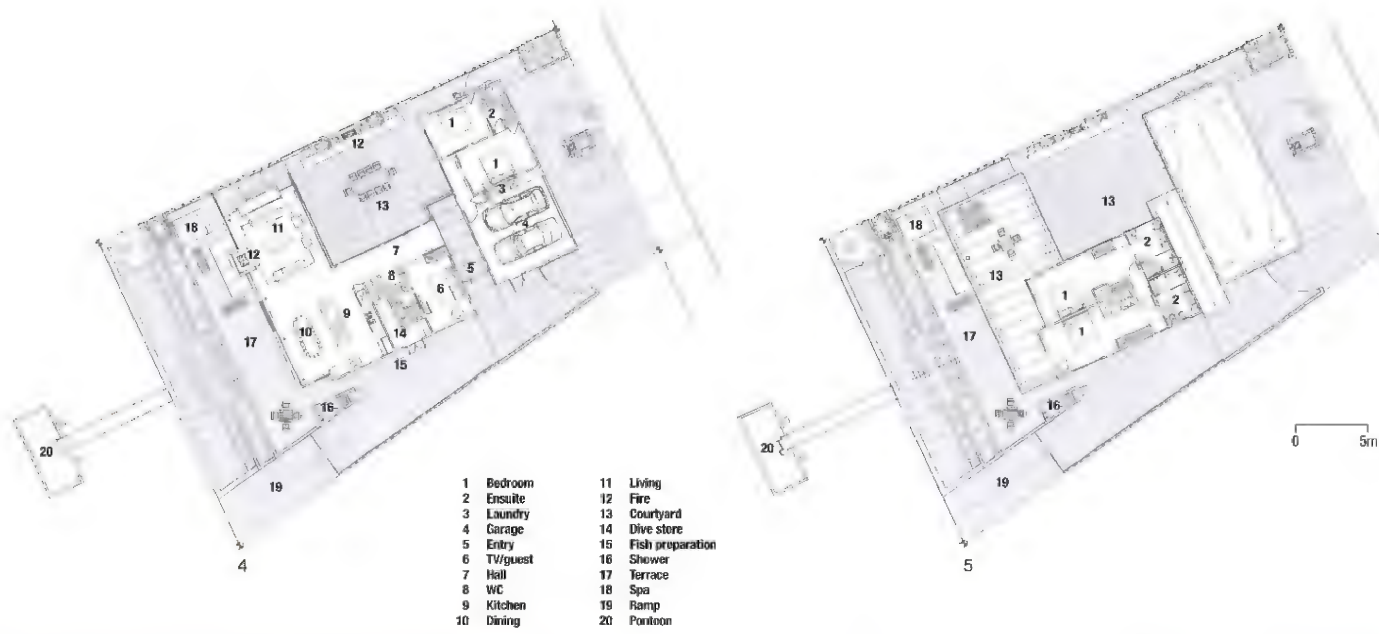 1
2
12
1
3
13
11
18
4
12
7
5
8
6
9
10
14
17
15
16
20
19
4
1 Bedroom
2 Ensuite
3 Laundry
4 Garage
5 Entry
6 TV/guest
7 Hall
8 WC
9 Kitchen
10 Dining
11 Living
12 Fire
13 Courtyard
14 Dive store
15 Fish preparation
16 Shower
17 Terrace
18 Spa
19 Ramp
20 Pontoon
13
18
2
13
1
2
17
1
16
20
19
0 5m
5